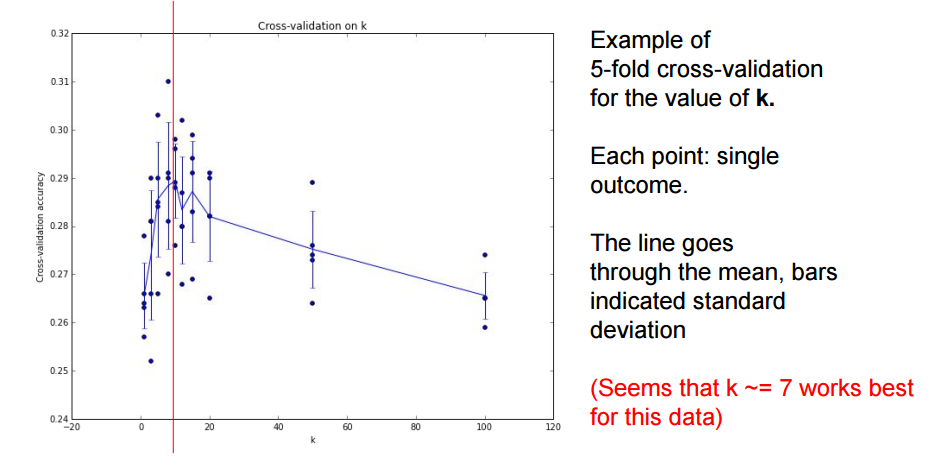 Cross-validation on k
0.32
0.31
0.30
0.29
0.28
0.27
0.26
0.25
0.24
Cross-validation accuracy
−20 0 20 40 60 80 100 120
k
Example of
5-fold cross-validation
for the value of k.
Each point: single
outcome.
The line goes
through the mean, bars
indicated standard
deviation
(Seems that k ~= 7 works best
for this data)